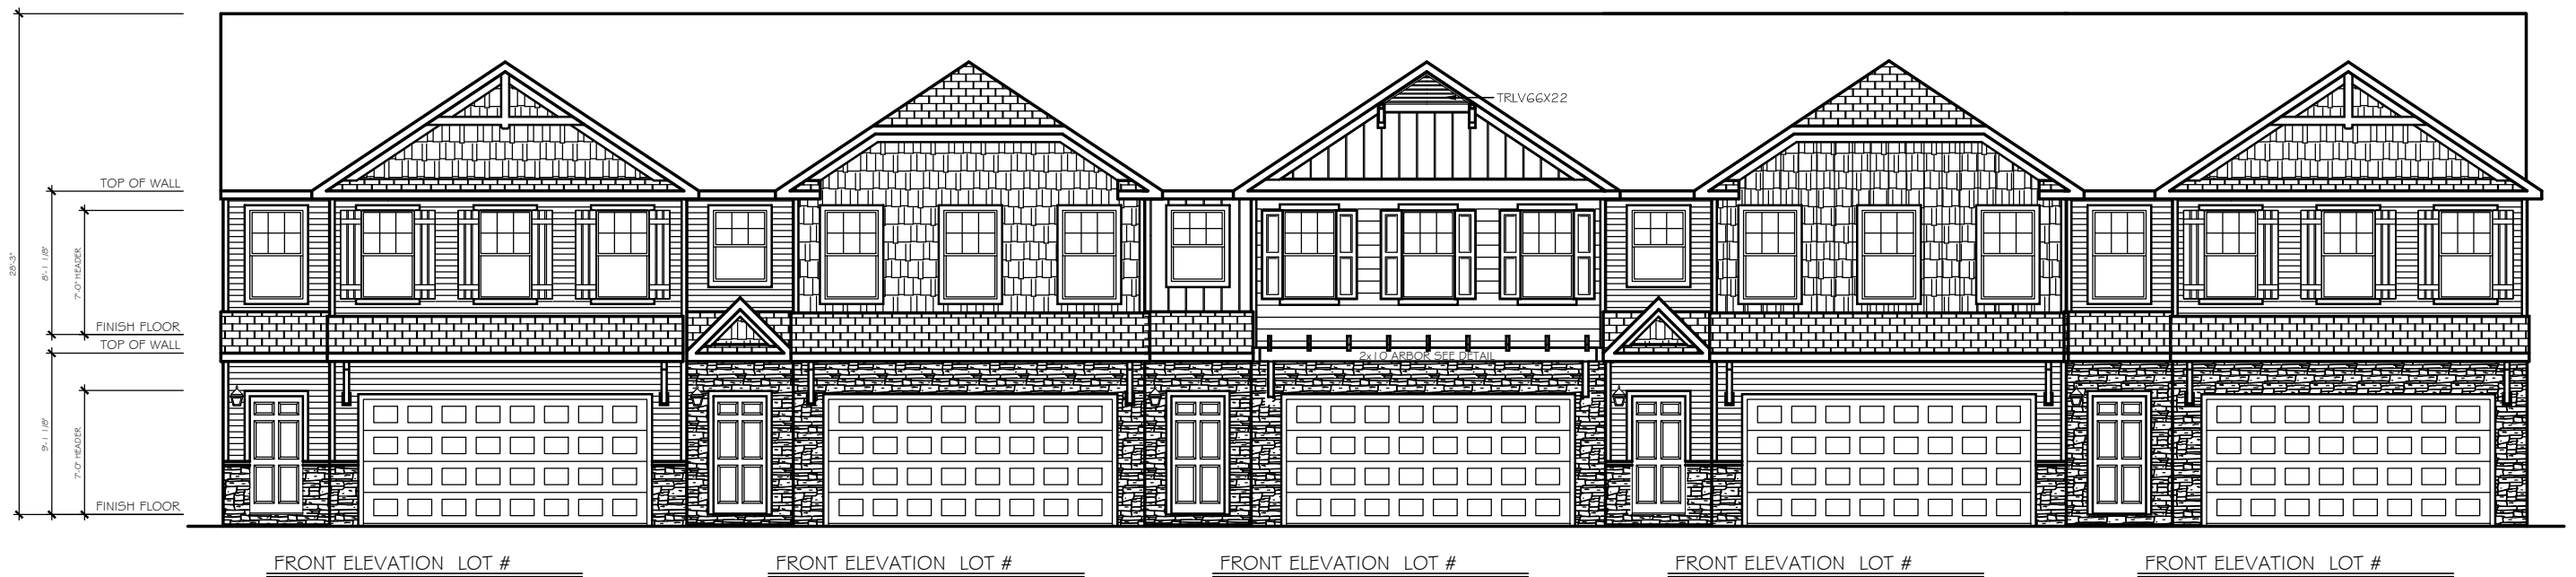 TRLV66X22
TOP OF WALL
28'-3"
8'-1 1/8"
7'-0" HEADER
FINISH FLOOR
TOP OF WALL
2x10 ARBOR SEE DETAIL
9'-1 1/8"
7'-0" HEADER
FINISH FLOOR
FRONT ELEVATION LOT #
FRONT ELEVATION LOT #
FRONT ELEVATION LOT #
FRONT ELEVATION LOT #
FRONT ELEVATION LOT #